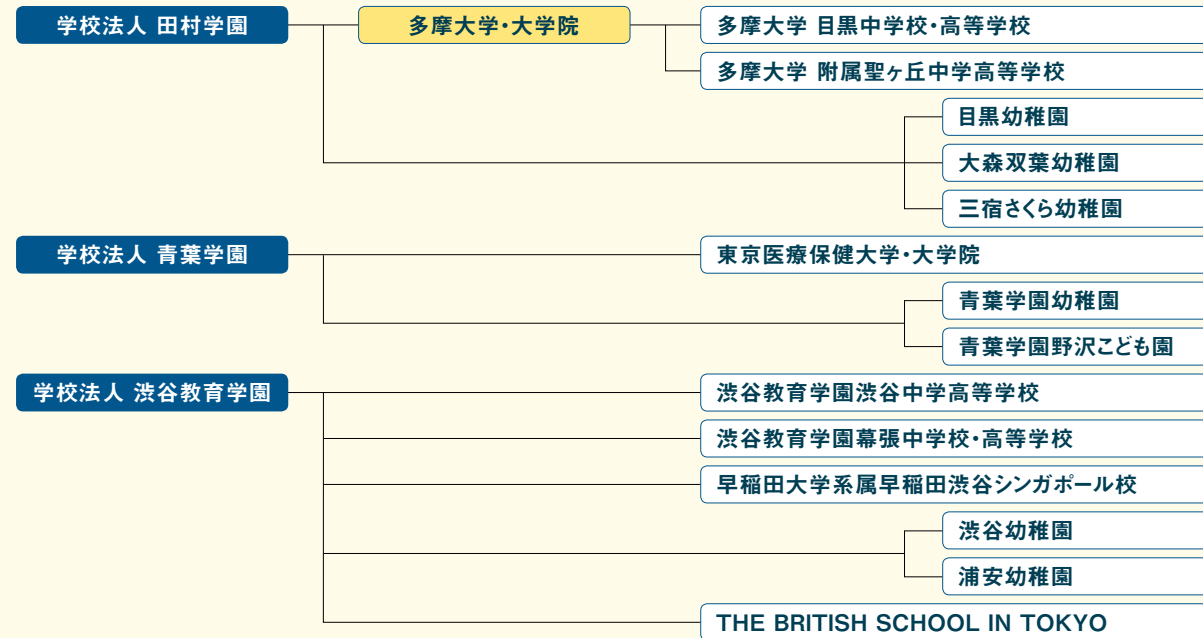 学校法人 田村学園
多摩大学・大学院
多摩大学 目黒中学校・高等学校
多摩大学 附属聖ヶ丘中学高等学校
目黒幼稚園
大森双葉幼稚園
三宿さくら幼稚園
学校法人 青葉学園
東京医療保健大学・大学院
青葉学園幼稚園
青葉学園野沢こども園
学校法人 渋谷教育学園
渋谷教育学園渋谷中学高等学校
渋谷教育学園幕張中学校・高等学校
早稲田大学系属早稲田渋谷シンガポール校
渋谷幼稚園
浦安幼稚園
THE BRITISH SCHOOL IN TOKYO